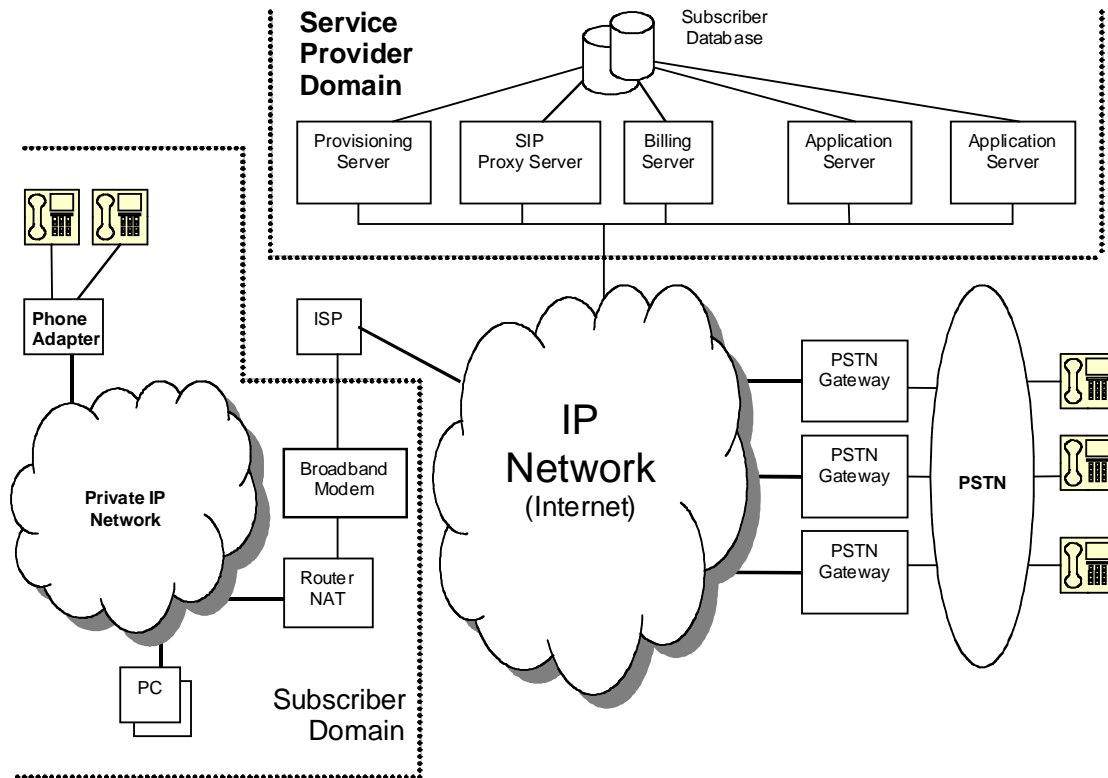 Service
Provider
Domain
Subscriber
Database
Provisioning
Server
SIP
Proxy Server
Billing
Server
Application
Server
Application
Server
Phone
Adapter
ISP
IP
Network
(Internet)
PSTN
Gateway
PSTN
Gateway
PSTN
Gateway
PSTN
Broadband
Modem
Private IP
Network
Router
NAT
PC
Subscriber
Domain